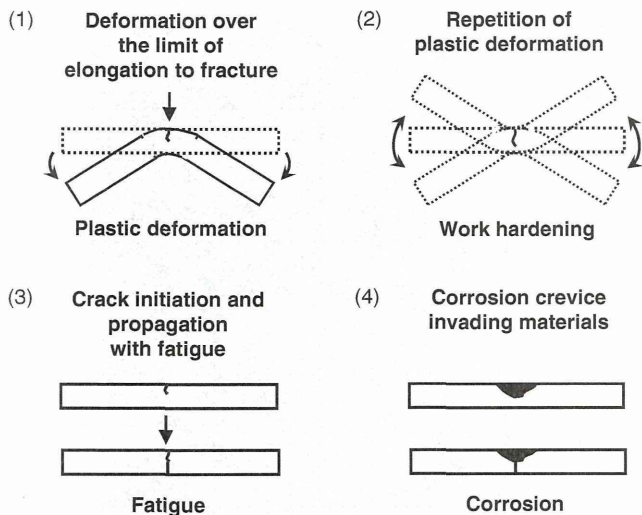 (1)
Deformation over
the limit of
elongation to fracture
Plastic deformation
(2)
Repetition of
plastic deformation
Work hardening
(3)
Crack initiation and
propagation
with fatigue
Fatigue
(4)
Corrosion crevice
invading materials
Corrosion